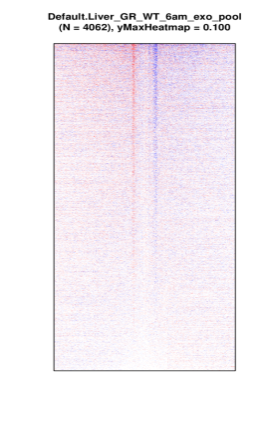 Default.Liver_GR_WT_6am_exo_pool
(N = 4062), yMaxHeatmap = 0.100